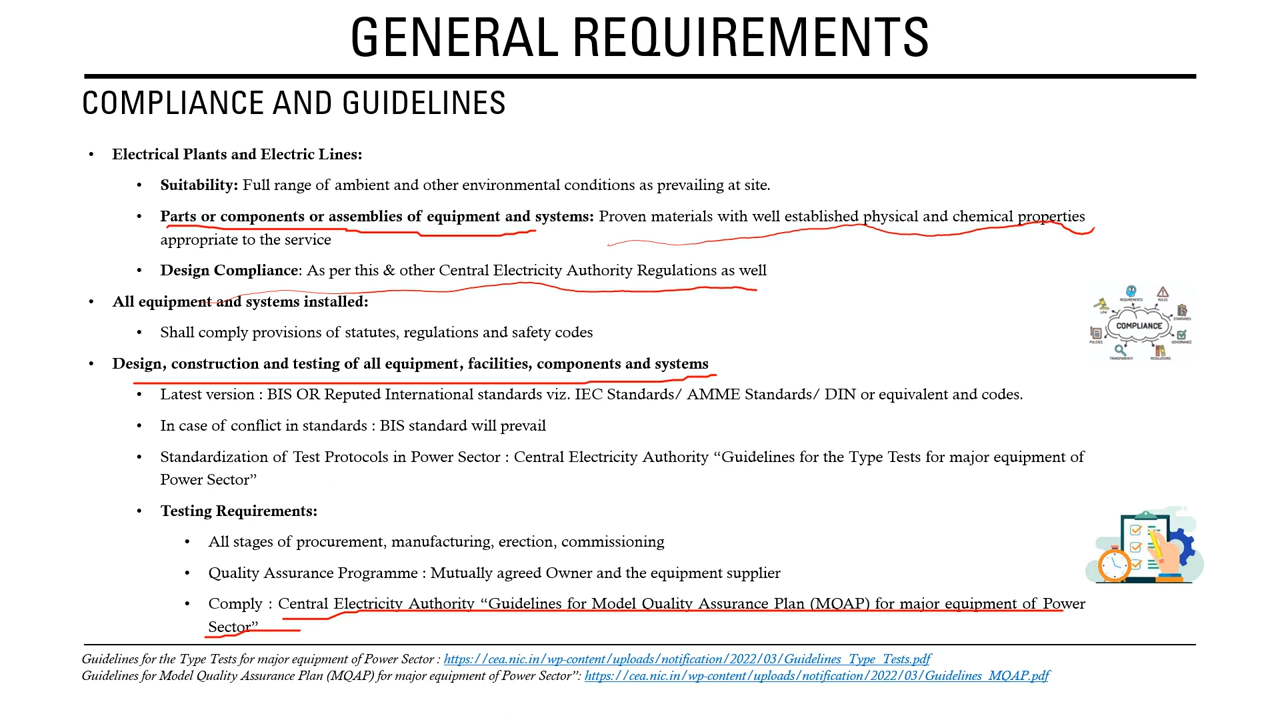 GENERAL REQUIREMENTS
COMPLIANCE AND GUIDELINES
• Electrical Plants and Electric Lines:
• Suitability: Full range of ambient and other environmental conditions as prevailing at site.
• Parts or components or assemblies of equipment and systems: Proven materials with well established physical and chemical properties
appropriate to the service
• Design Compliance: As per this & other Central Electricity Authority Regulations as well
• All equipment and systems installed:
• Shall comply provisions of statutes, regulations and safety codes
• Design, construction and testing of all equipment, facilities, components and systems
• Latest version : BIS OR Reputed International standards viz. IEC Standards/ AMME Standards/ DIN or equivalent and codes.
• In case of conflict in standards : BIS standard will prevail
• Standardization of Test Protocols in Power Sector : Central Electricity Authority “Guidelines for the Type Tests for major equipment of
Power Sector”
• Testing Requirements:
• All stages of procurement, manufacturing, erection, commissioning
• Quality Assurance Programme : Mutually agreed Owner and the equipment supplier
• Comply : Central Electricity Authority “Guidelines for Model Quality Assurance Plan (MQAP) for major equipment of Power
Sector”
REQUIREMENTS
RULES
LAW
STANDARDS
COMPLIANCE
POLICIES
GOVERNANCE
TRANSPARENCY
REGULATIONS
Guidelines for the Type Tests for major equipment of Power Sector : https://cea.nic.in/wp-content/uploads/notification/2022/03/Guidelines_Type_Tests.pdf
Guidelines for Model Quality Assurance Plan (MQAP) for major equipment of Power Sector”: https://cea.nic.in/wp-content/uploads/notification/2022/03/Guidelines_MQAP.pdf